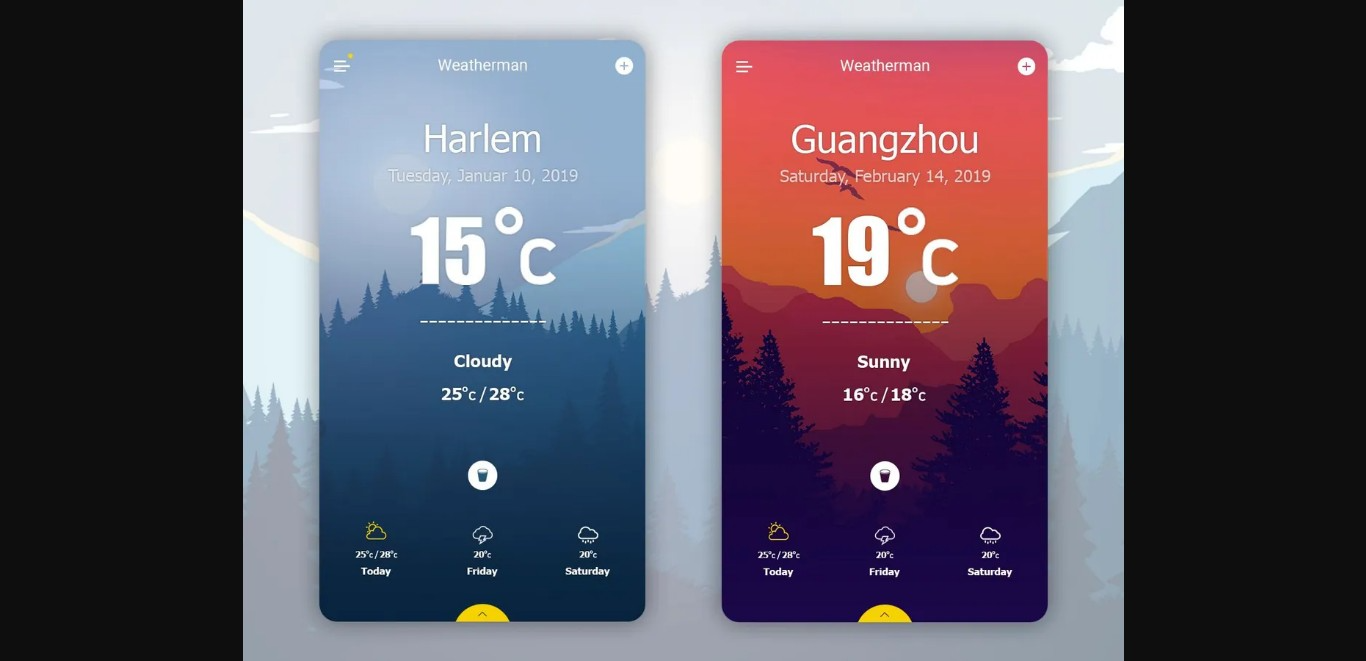 Weatherman
Harlem
Tuesday, Januar 10, 2019
15°C
Cloudy
25°c / 28°c
25°c / 28°c
Today
20°c
Friday
20°c
Saturday
Weatherman
Guangzhou
Saturday, February 14, 2019
19°C
Sunny
16°c / 18°c
25°c / 28°c
Today
20°c
Friday
20°c
Saturday